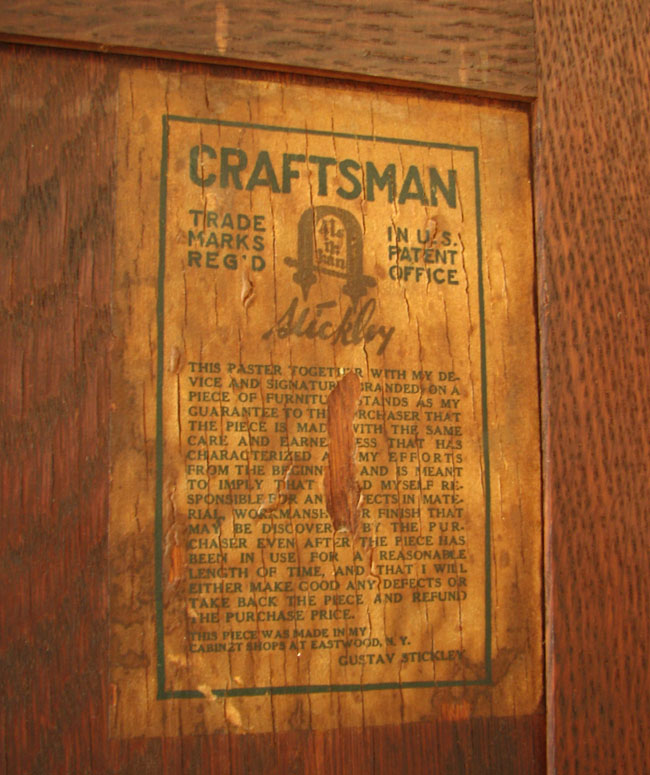 CRAFTSMAN
TRADE
MARKS
REG'D
Als
ik
kan
IN U.S.
PATENT
OFFICE
Stickley
THIS PASTER TOGETHER WITH MY DE-
VICE AND SIGNATURE BRANDED ON A
PIECE OF FURNITURE STANDS AS MY
GUARANTEE TO THE PURCHASER THAT
THE PIECE IS MADE WITH THE SAME
CARE AND EARNESTNESS THAT HAS
CHARACTERIZED ALL MY EFFORTS
FROM THE BEGINNING AND IS MEANT
TO IMPLY THAT I HOLD MYSELF RE-
SPONSIBLE FOR ANY DEFECTS IN MATE-
RIAL, WORKMANSHIP OR FINISH THAT
MAY BE DISCOVERED BY THE PUR-
CHASER EVEN AFTER THE PIECE HAS
BEEN IN USE FOR A REASONABLE
LENGTH OF TIME, AND THAT I WILL
EITHER MAKE GOOD ANY DEFECTS OR
TAKE BACK THE PIECE AND REFUND
THE PURCHASE PRICE.
THIS PIECE WAS MADE IN MY
CABINET SHOPS AT EASTWOOD, N. Y.
GUSTAV STICKLEY